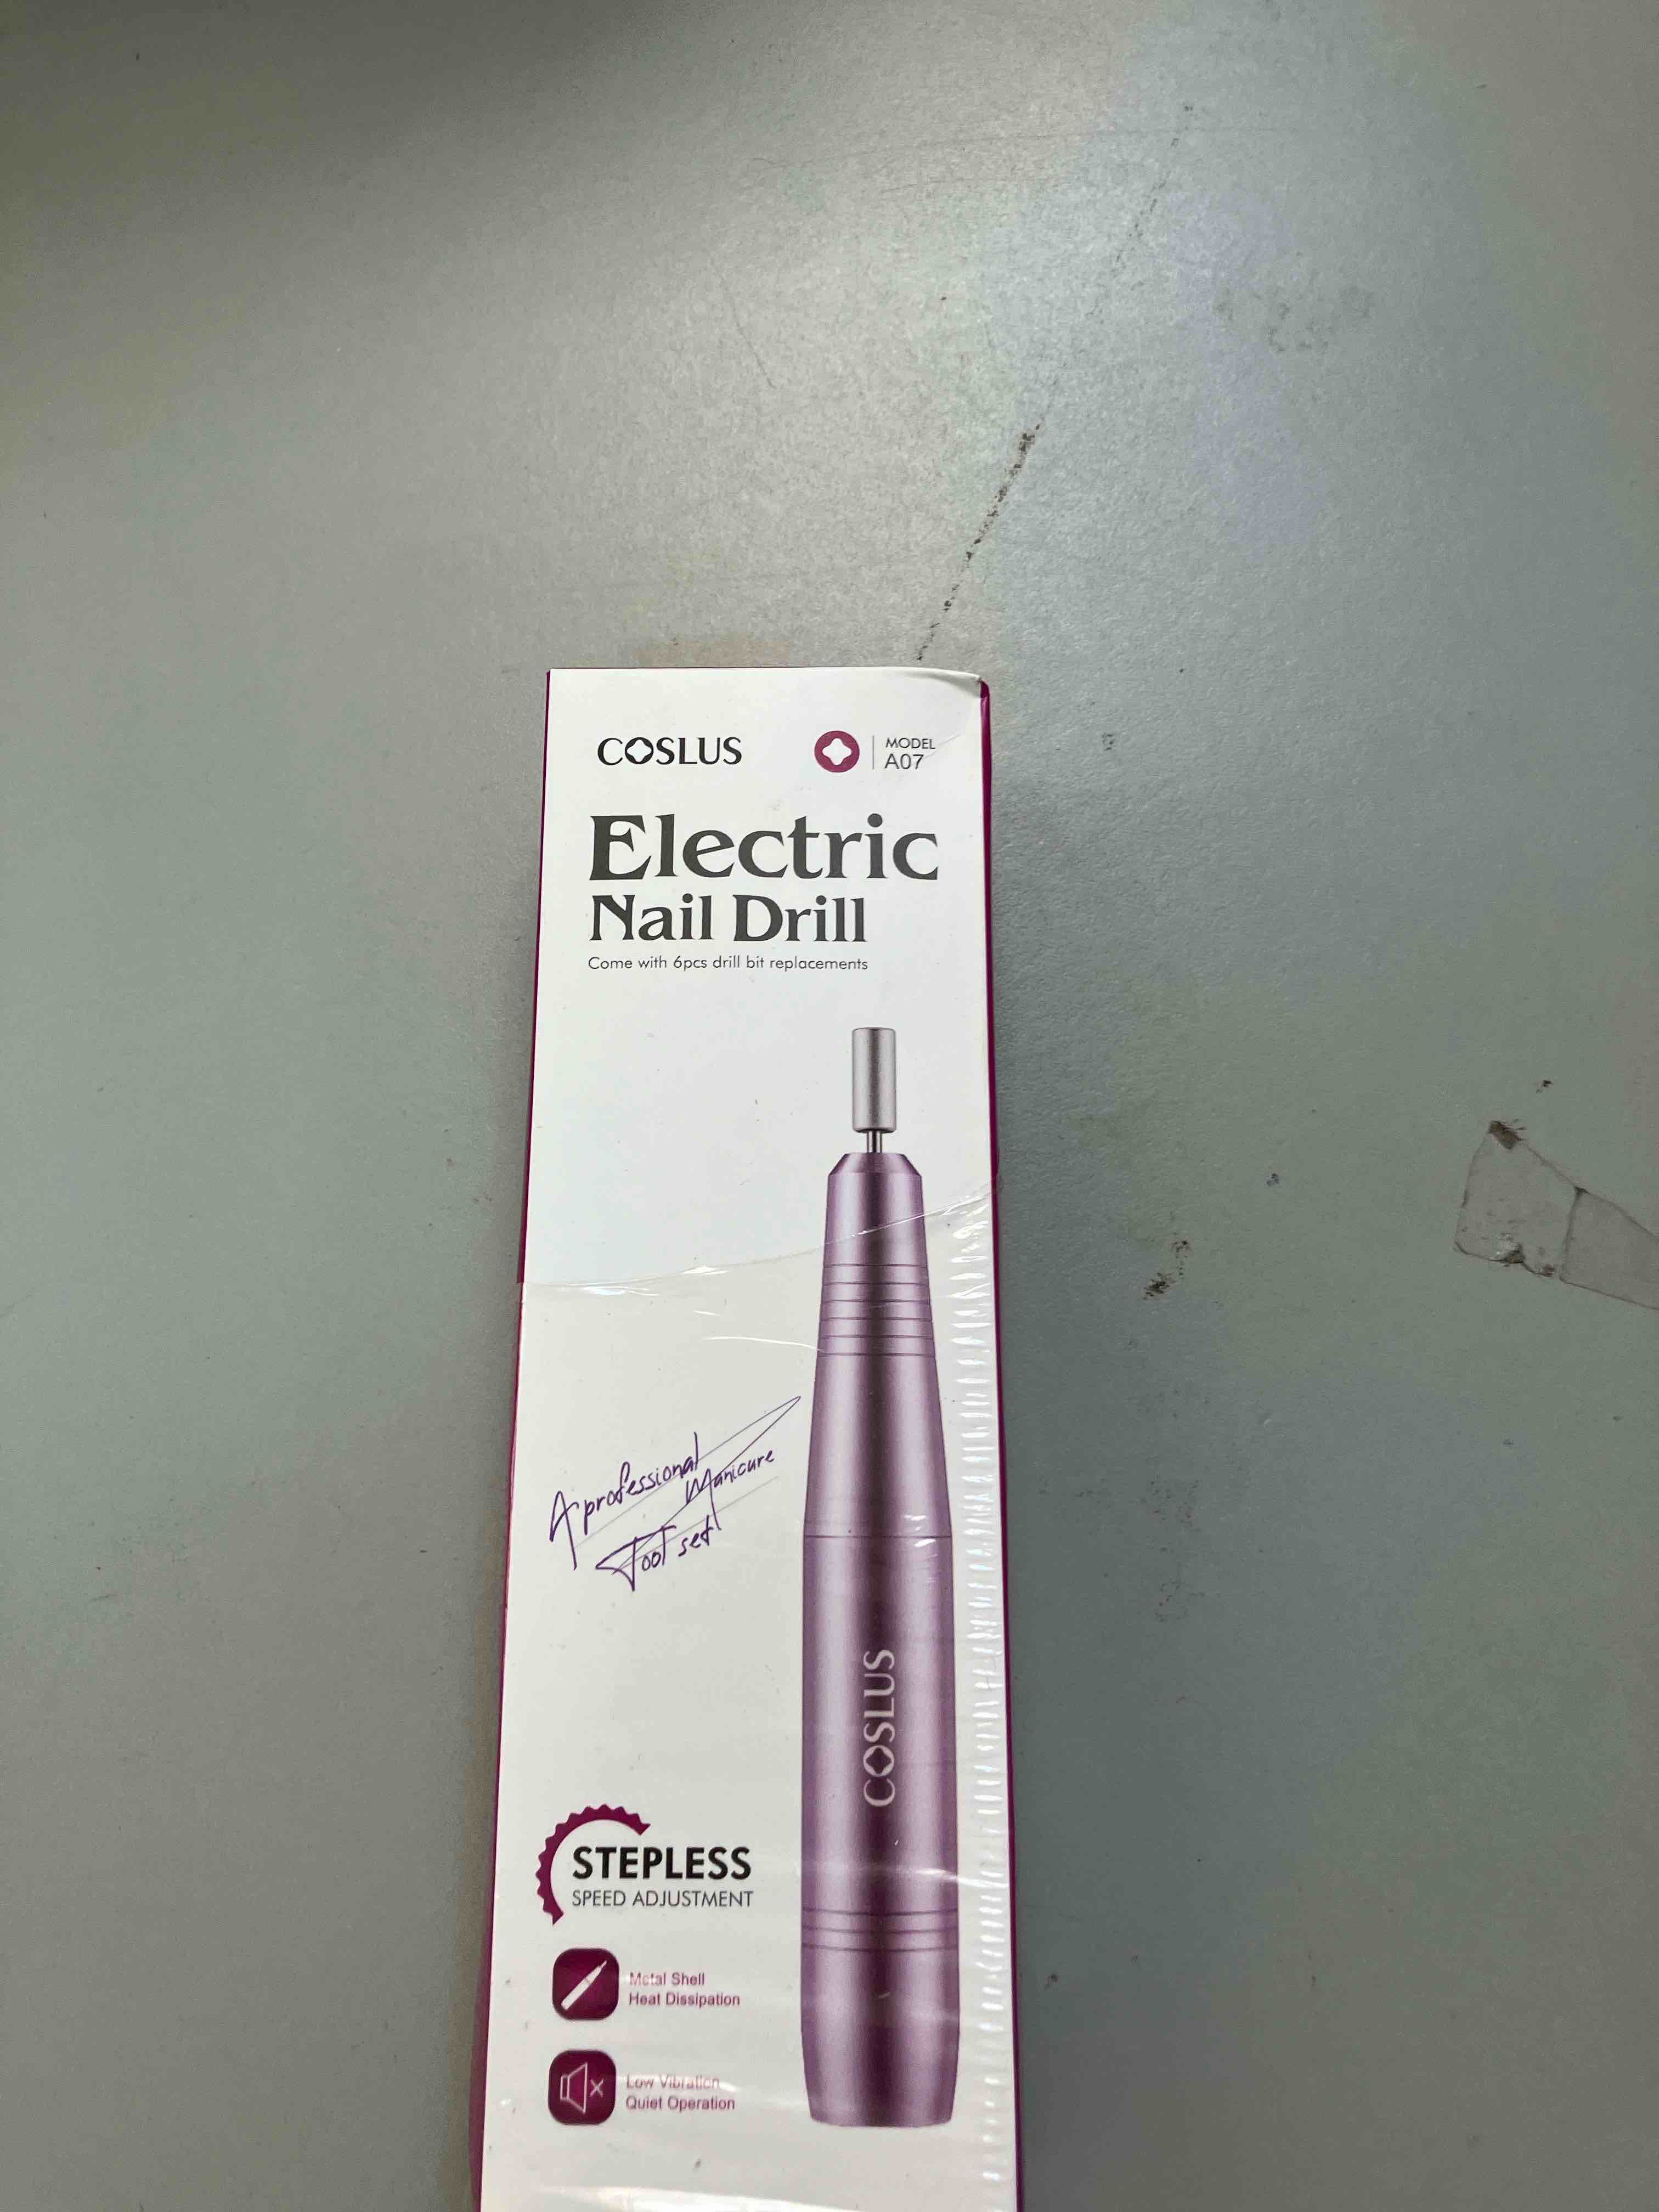 COSLUS
MODEL
A07
Electric
Nail Drill
Come with 6pcs drill bit replacements
A professional
Manicure
Tool set
COSLUS
STEPLESS
SPEED ADJUSTMENT
Metal Shell
Heat Dissipation
Low Vibration
Quiet Operation